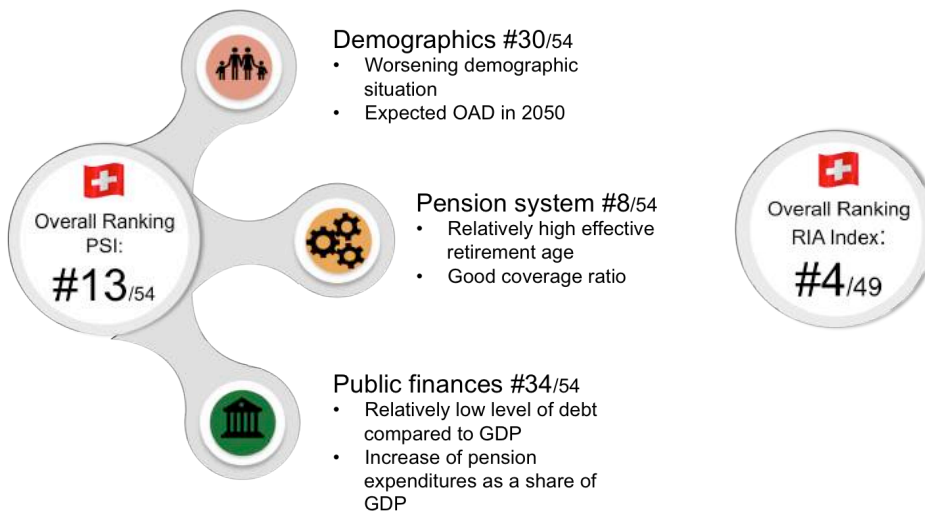 Demographics #30/54
• Worsening demographic
situation
• Expected OAD in 2050
Overall Ranking
PSI:
#13/54
Pension system #8/54
• Relatively high effective
retirement age
• Good coverage ratio
Overall Ranking
RIA Index:
#4/49
Public finances #34/54
• Relatively low level of debt
compared to GDP
• Increase of pension
expenditures as a share of
GDP